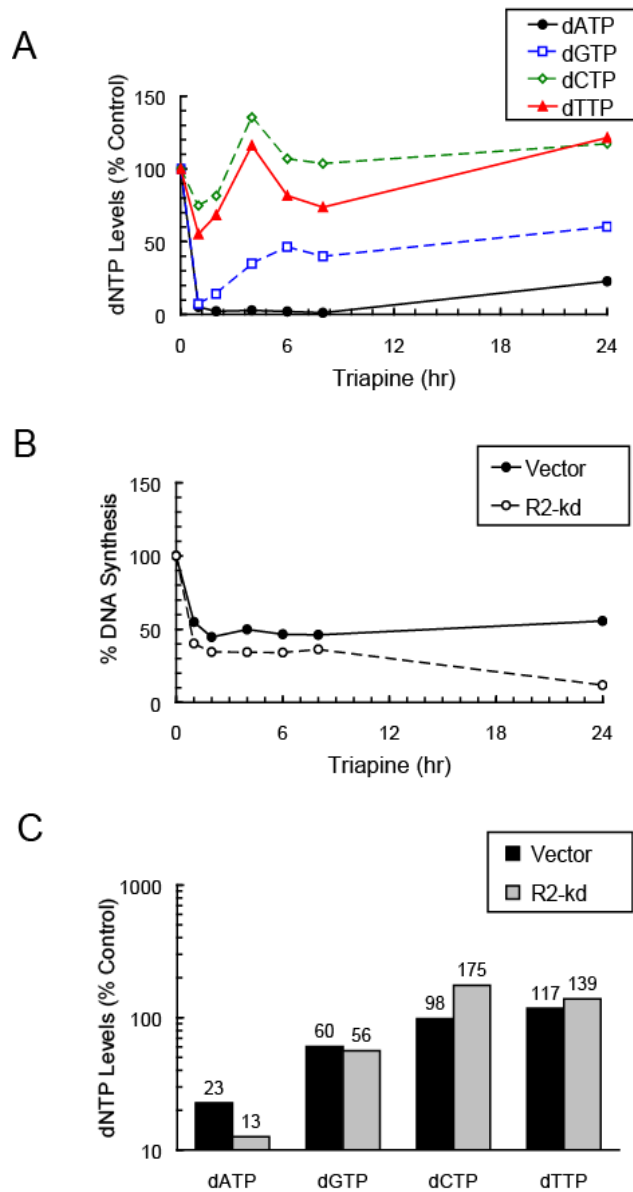 A
dATP
dGTP
dCTP
dTTP
dNTP Levels (% Control)
150
100
50
0
0 6 12 18 24
Triapine (hr)
B
Vector
R2-kd
% DNA Synthesis
150
100
50
0
0 6 12 18 24
Triapine (hr)
C
Vector
R2-kd
dNTP Levels (% Control)
1000
100
10
23 13 60 56 98 175 117 139
dATP dGTP dCTP dTTP